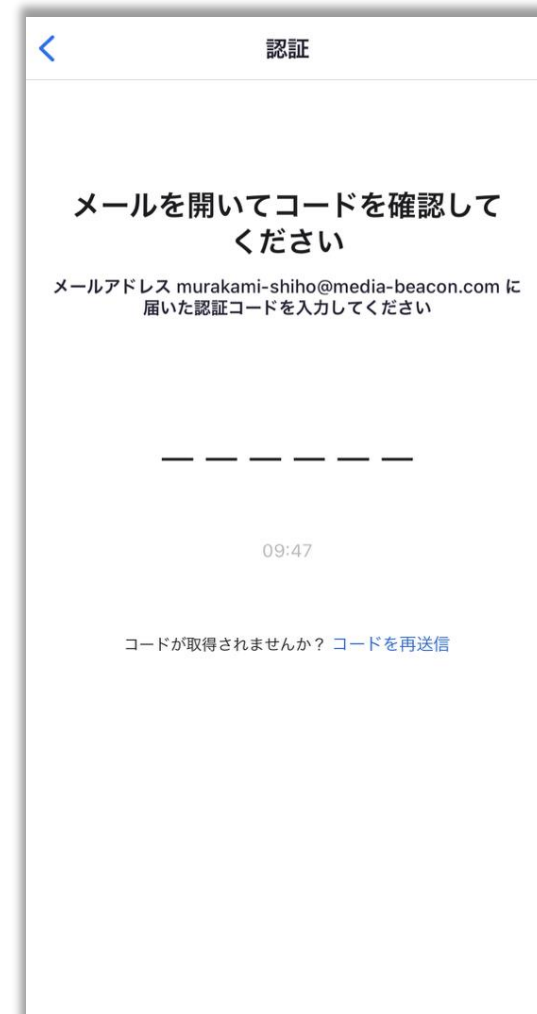 認証
メールを開いてコードを確認して
ください
メールアドレス murakami-shiho@media-beacon.com に
届いた認証コードを入力してください
09:47
コードが取得されませんか？ コードを再送信